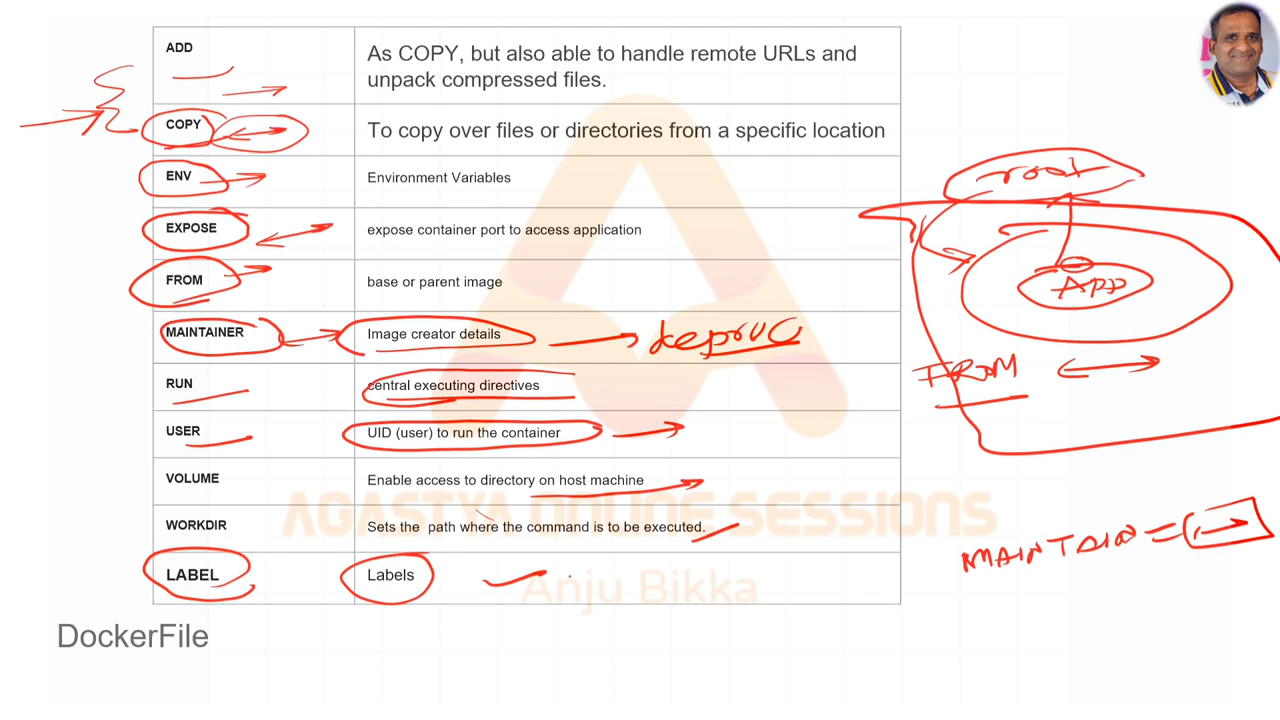 ADD
As COPY, but also able to handle remote URLs and
unpack compressed files.
COPY
To copy over files or directories from a specific location
ENV
Environment Variables
EXPOSE
expose container port to access application
FROM
base or parent image
MAINTAINER
Image creator details
RUN
central executing directives
USER
UID (user) to run the container
VOLUME
Enable access to directory on host machine
WORKDIR
Sets the path where the command is to be executed.
LABEL
Labels
DockerFile
AGASTYA ONLINE SESSIONS
Anju Bikka
root
App
FROM